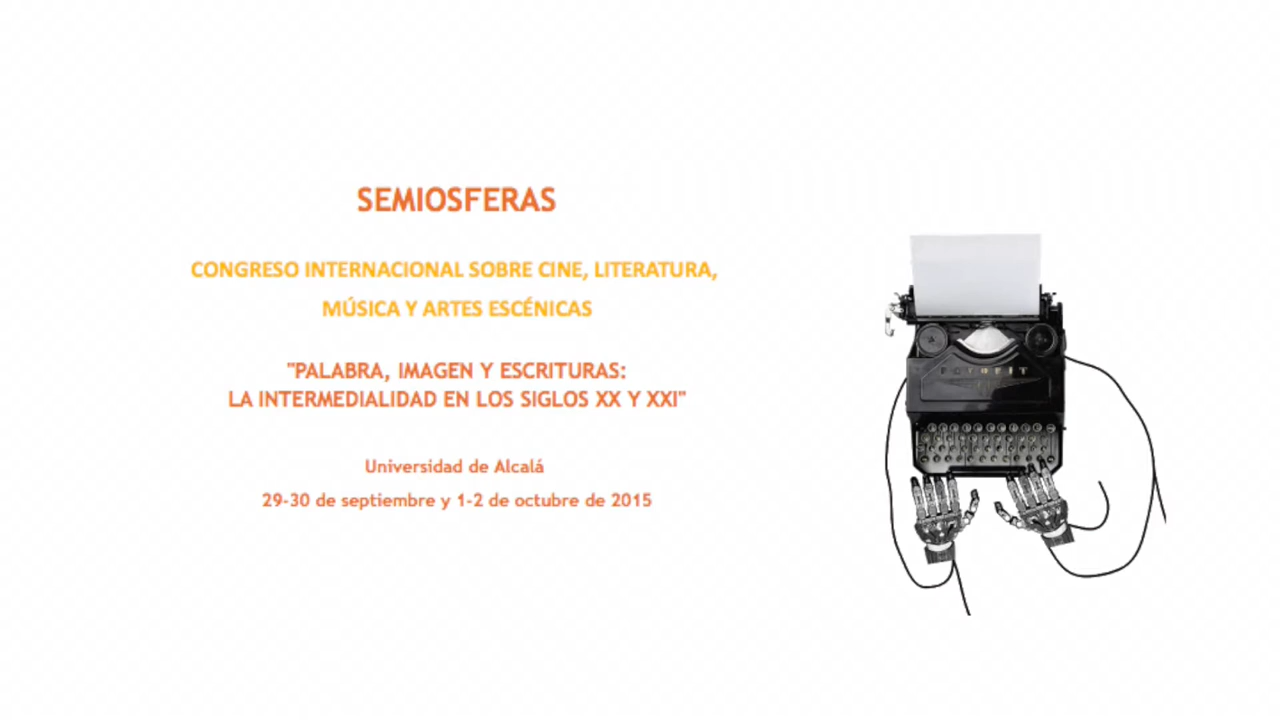 SEMIOSFERAS
CONGRESO INTERNACIONAL SOBRE CINE, LITERATURA,
MÚSICA Y ARTES ESCÉNICAS
"PALABRA, IMAGEN Y ESCRITURAS:
LA INTERMEDIALIDAD EN LOS SIGLOS XX Y XXI"
Universidad de Alcalá
29-30 de septiembre y 1-2 de octubre de 2015